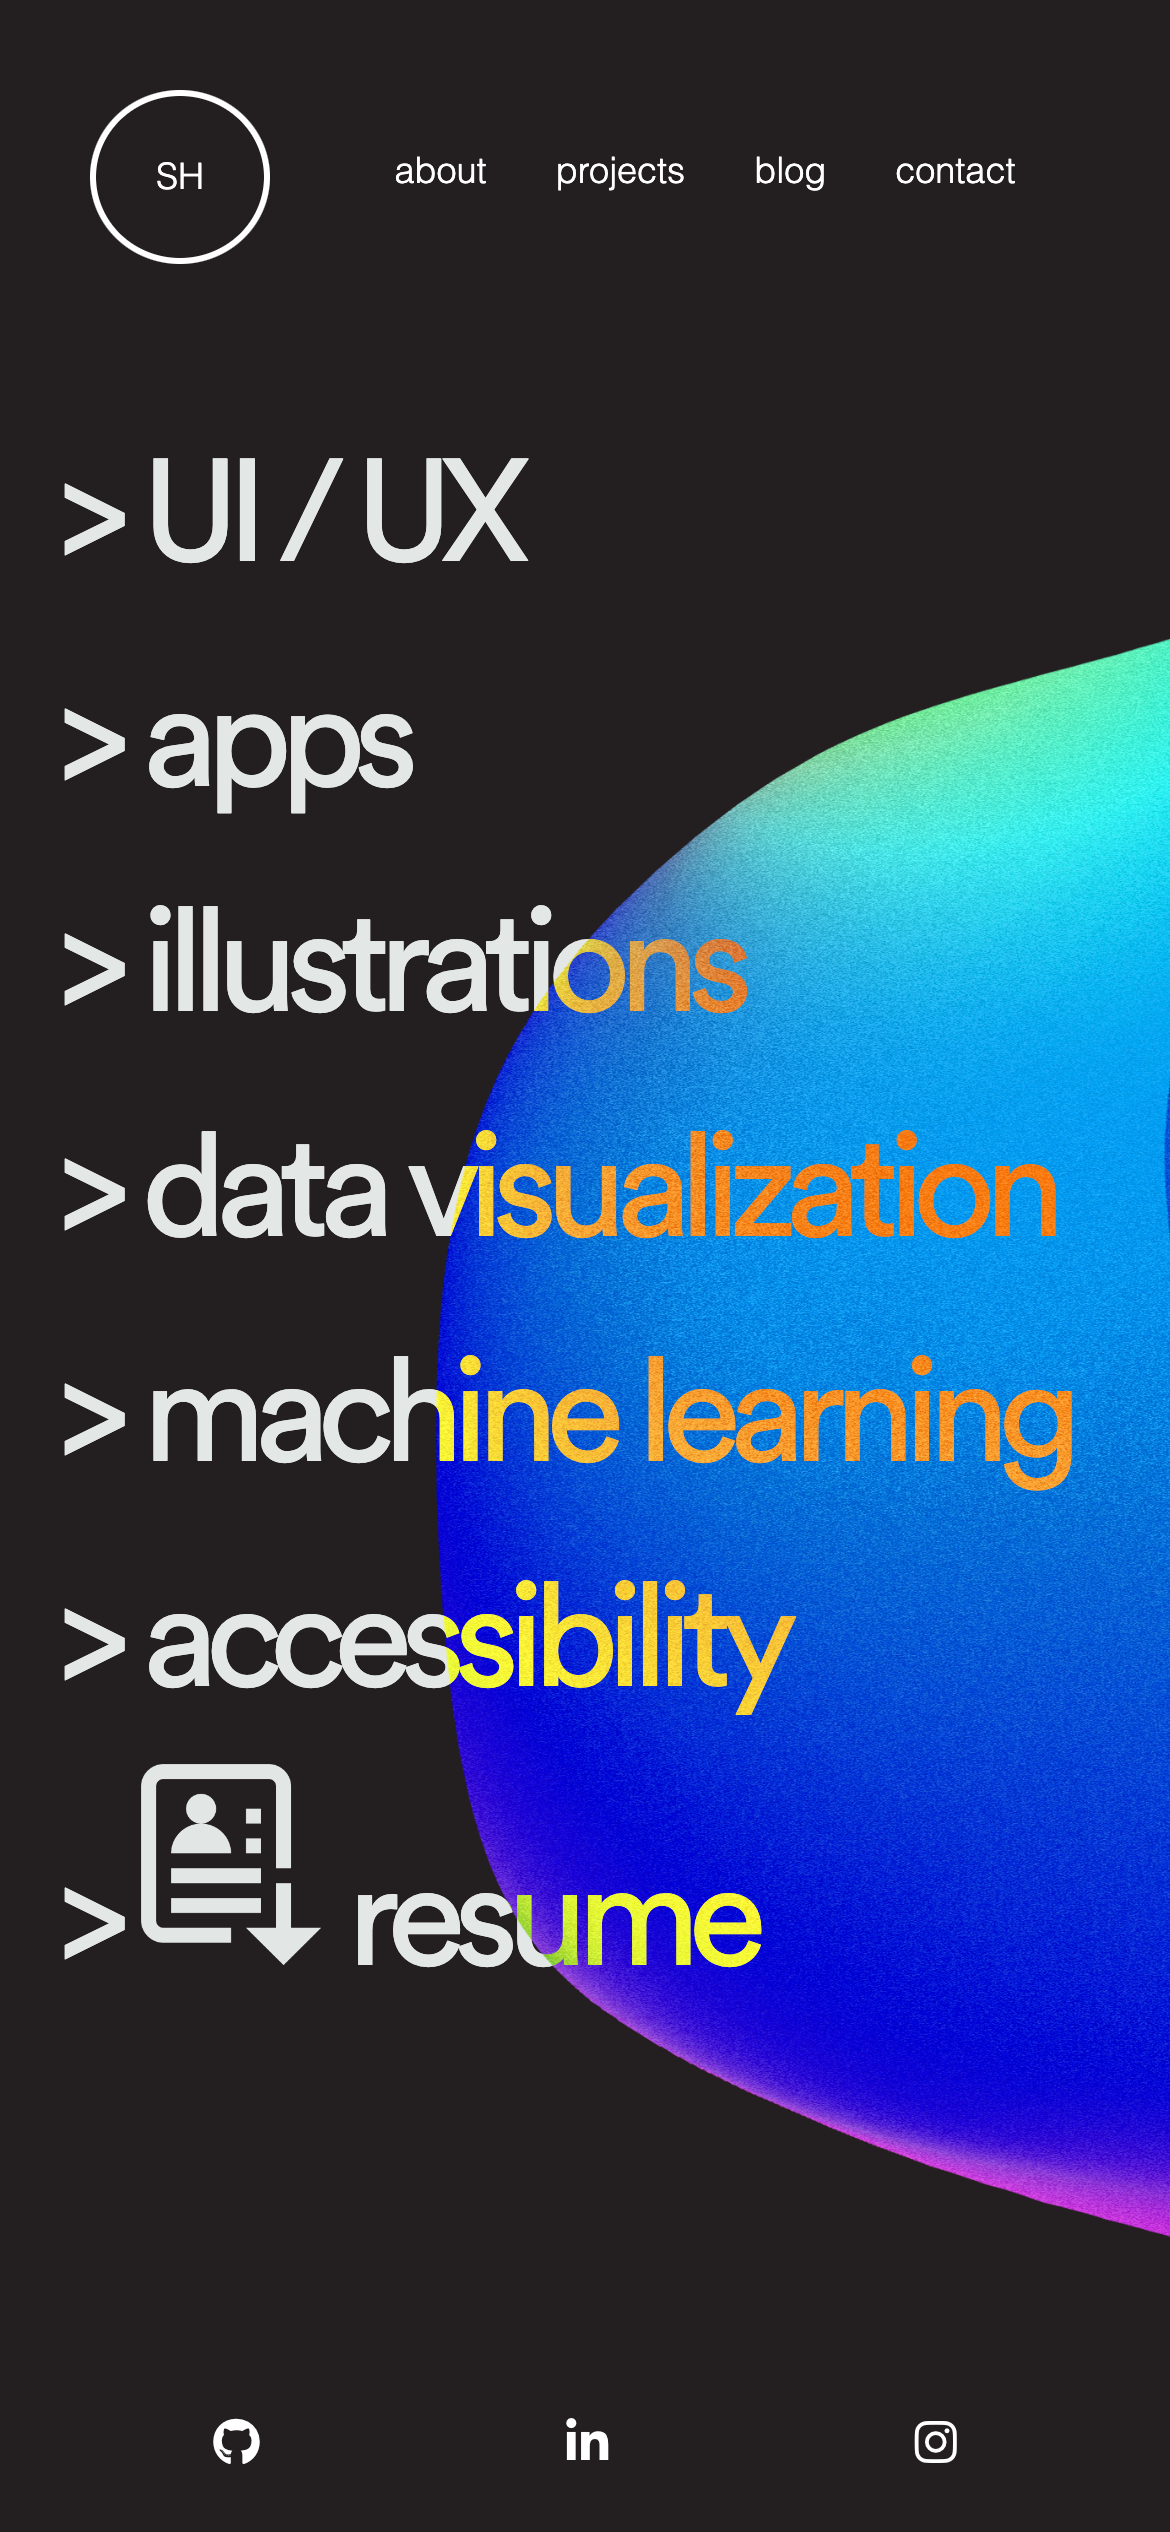 SH about projects blog contact
> UI / UX
> apps
> illustrations
> data visualization
> machine learning
> accessibility
> resume
in